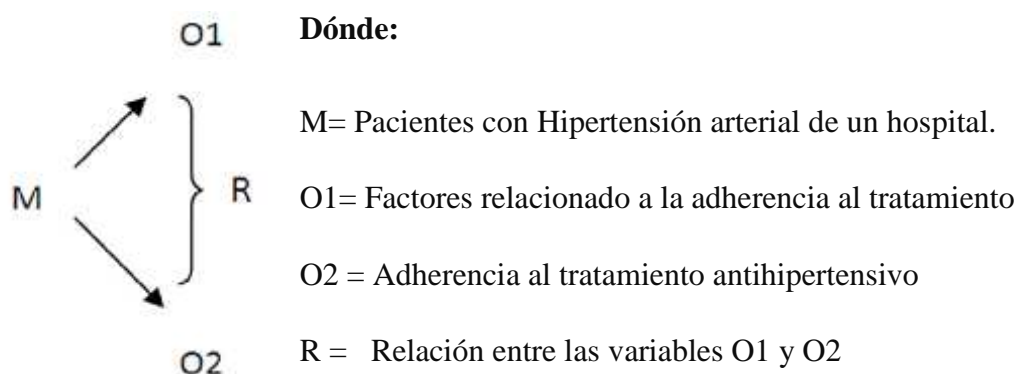 O1
Dónde:
M= Pacientes con Hipertensión arterial de un hospital.
M
R
O1= Factores relacionado a la adherencia al tratamiento
O2 = Adherencia al tratamiento antihipertensivo
O2
R = Relación entre las variables O1 y O2